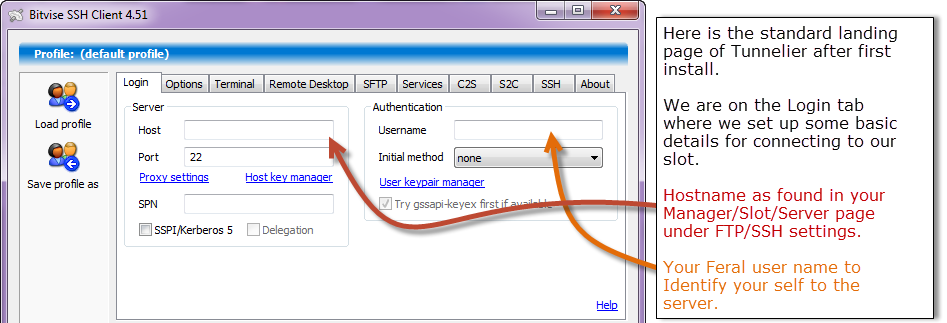 Bitvise SSH Client 4.51
Profile: (default profile)
Load profile
Save profile as
Login Options Terminal Remote Desktop SFTP Services C2S S2C SSH About
Server
Host
Port 22
Proxy settings Host key manager
SPN
SSPI/Kerberos 5 Delegation
Authentication
Username
Initial method none
User keypair manager
Try gssapi-keyex first if available
Help
Here is the standard landing
page of Tunnelier after first
install.
We are on the Login tab
where we set up some basic
details for connecting to our
slot.
Hostname as found in your
Manager/Slot/Server page
under FTP/SSH settings.
Your Feral user name to
Identify your self to the
server.